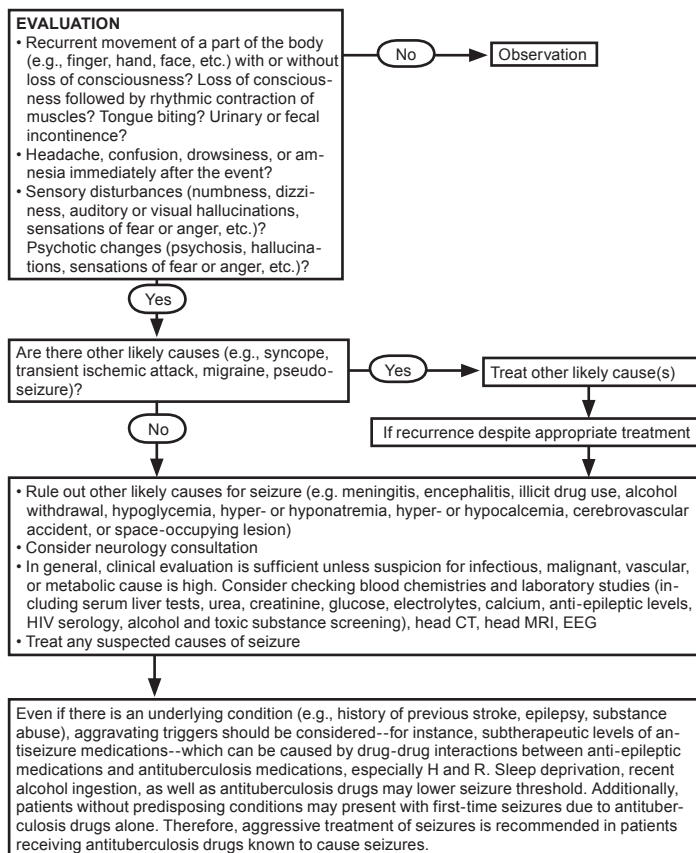 EVALUATION
• Recurrent movement of a part of the body
(e.g., finger, hand, face, etc.) with or without
loss of consciousness? Loss of conscious-
ness followed by rhythmic contraction of
muscles? Tongue biting? Urinary or fecal
incontinence?
• Headache, confusion, drowsiness, or am-
nesia immediately after the event?
• Sensory disturbances (numbness, dizzi-
ness, auditory or visual hallucinations,
sensations of fear or anger, etc.)?
Psychotic changes (psychosis, hallucina-
tions, sensations of fear or anger, etc.)?
No
Observation
Yes
Are there other likely causes (e.g., syncope,
transient ischemic attack, migraine, pseudo-
seizure)?
Yes
Treat other likely cause(s)
No
If recurrence despite appropriate treatment
• Rule out other likely causes for seizure (e.g. meningitis, encephalitis, illicit drug use, alcohol
withdrawal, hypoglycemia, hyper- or hyponatremia, hyper- or hypocalcemia, cerebrovascular
accident, or space-occupying lesion)
• Consider neurology consultation
• In general, clinical evaluation is sufficient unless suspicion for infectious, malignant, vascular,
or metabolic cause is high. Consider checking blood chemistries and laboratory studies (in-
cluding serum liver tests, urea, creatinine, glucose, electrolytes, calcium, anti-epileptic levels,
HIV serology, alcohol and toxic substance screening), head CT, head MRI, EEG
• Treat any suspected causes of seizure
Even if there is an underlying condition (e.g., history of previous stroke, epilepsy, substance
abuse), aggravating triggers should be considered--for instance, subtherapeutic levels of an-
tiseizure medications--which can be caused by drug-drug interactions between anti-epileptic
medications and antituberculosis medications, especially H and R. Sleep deprivation, recent
alcohol ingestion, as well as antituberculosis drugs may lower seizure threshold. Additionally,
patients without predisposing conditions may present with first-time seizures due to antituber-
culosis drugs alone. Therefore, aggressive treatment of seizures is recommended in patients
receiving antituberculosis drugs known to cause seizures.